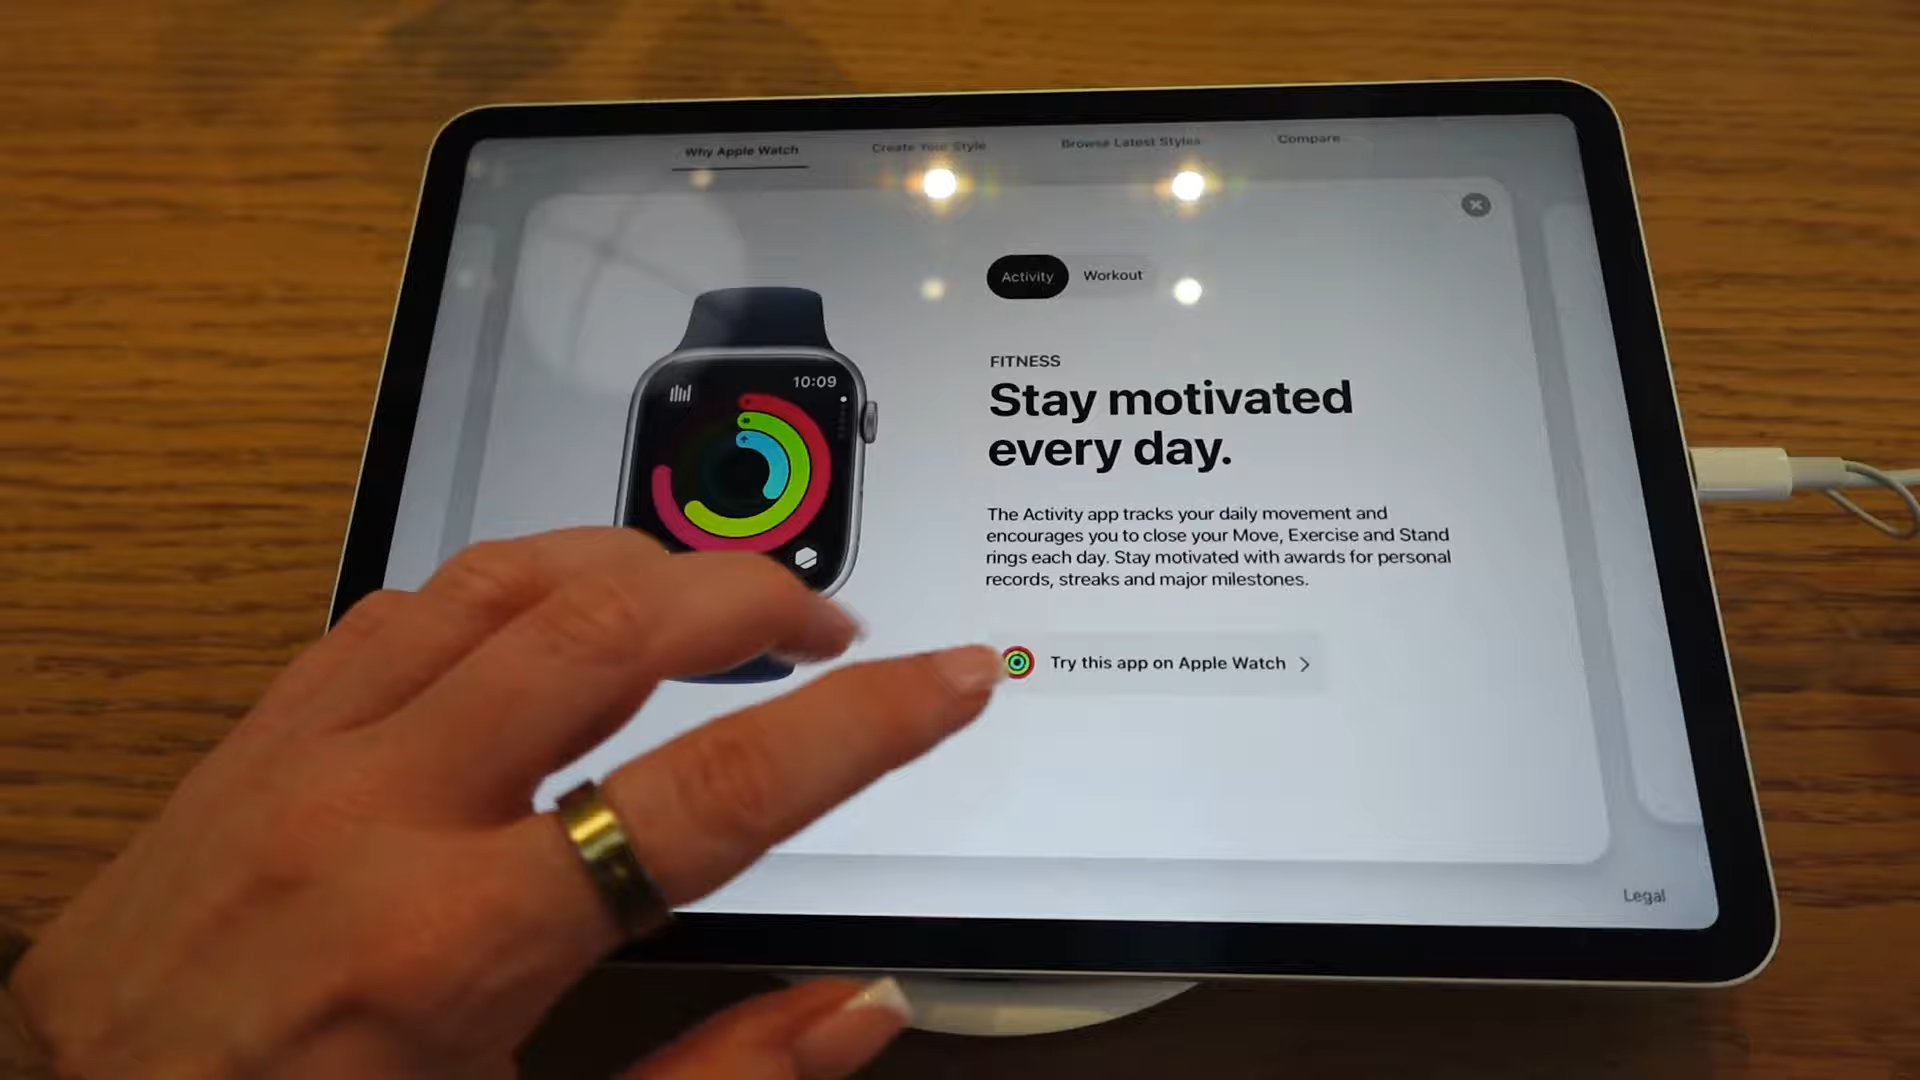 Why Apple Watch
Create Your Style
Browse Latest Styles
Compare
Activity
Workout
10:09
FITNESS
Stay motivated
every day.
The Activity app tracks your daily movement and
encourages you to close your Move, Exercise and Stand
rings each day. Stay motivated with awards for personal
records, streaks and major milestones.
Try this app on Apple Watch
Legal